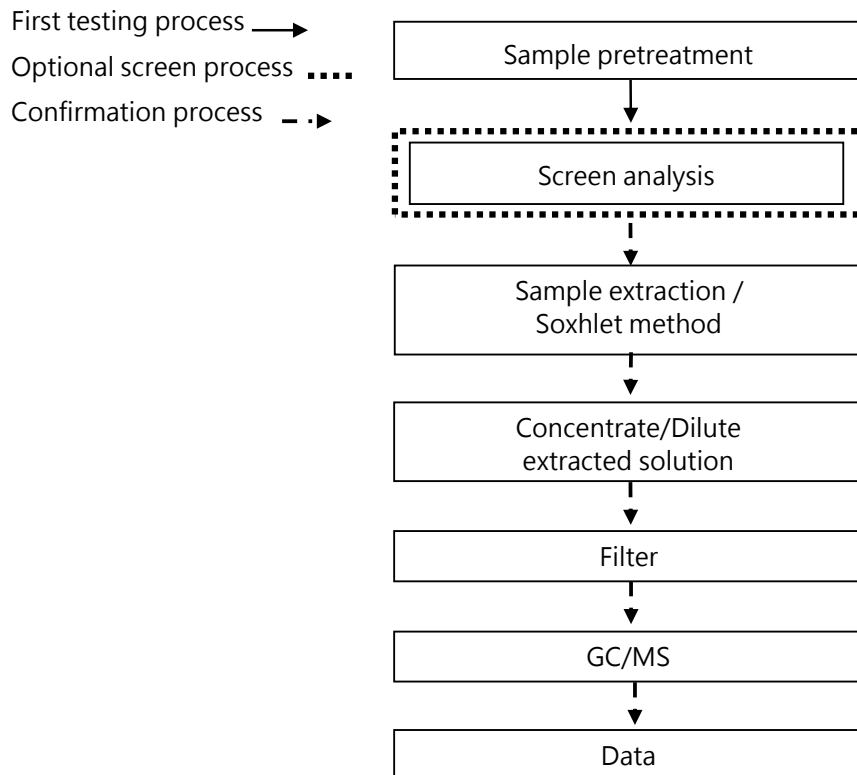 First testing process
Optional screen process
Confirmation process
Sample pretreatment
Screen analysis
Sample extraction /
Soxhlet method
Concentrate/Dilute
extracted solution
Filter
GC/MS
Data